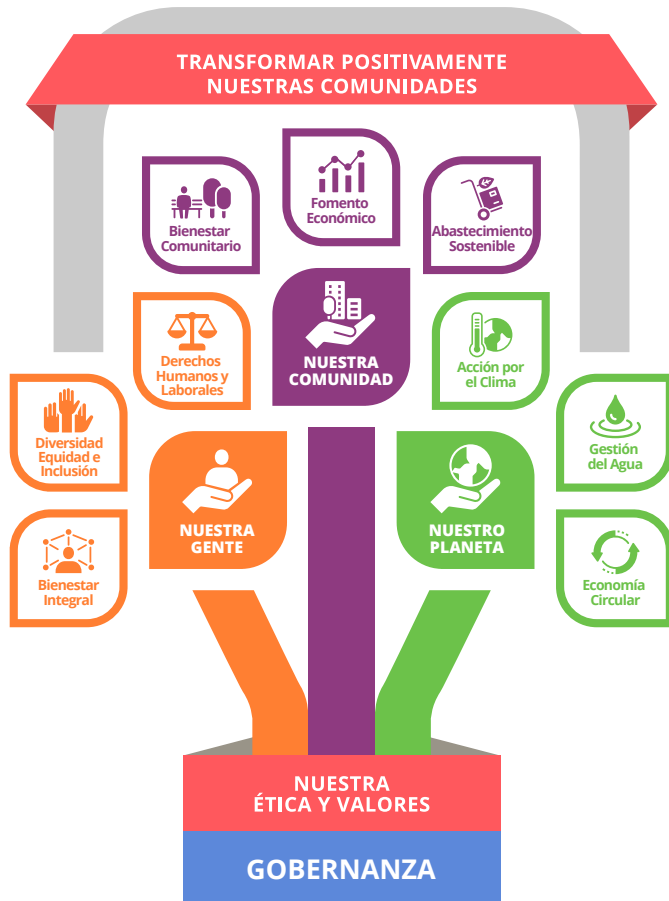 TRANSFORMAR POSITIVAMENTE
NUESTRAS COMUNIDADES
Fomento
Económico
Bienestar
Comunitario
Abastecimiento
Sostenible
NUESTRA
COMUNIDAD
Derechos
Humanos y
Laborales
Acción por
el Clima
Diversidad
Equidad e
Inclusión
Gestión
del Agua
NUESTRA
GENTE
NUESTRO
PLANETA
Bienestar
Integral
Economía
Circular
NUESTRA
ÉTICA Y VALORES
GOBERNANZA